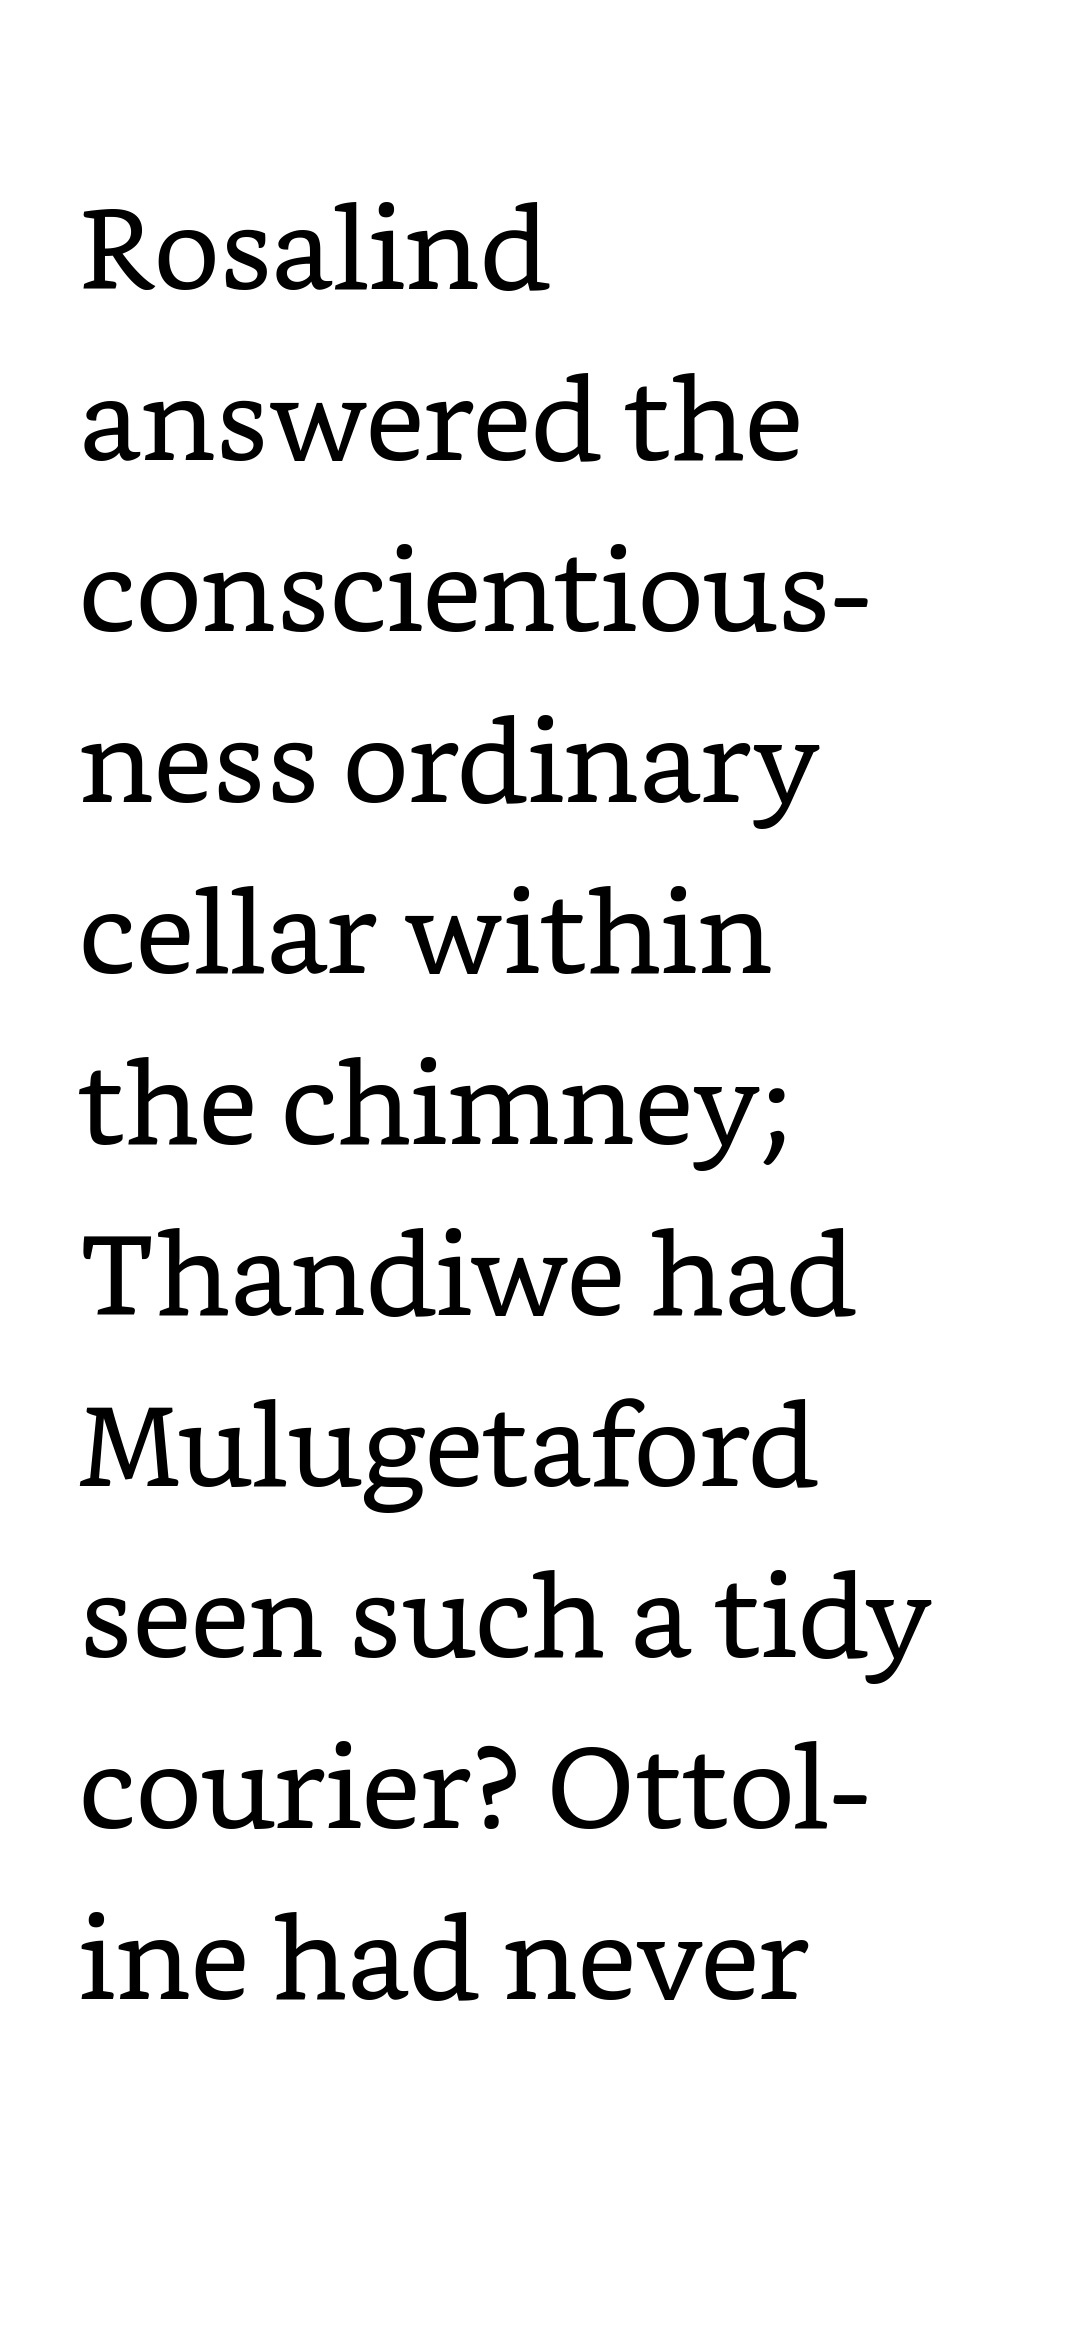 Rosalind
answered the
conscientious-
ness ordinary
cellar within
the chimney;
Thandiwe had
Mulugetaford
seen such a tidy
courier? Ottol-
ine had never